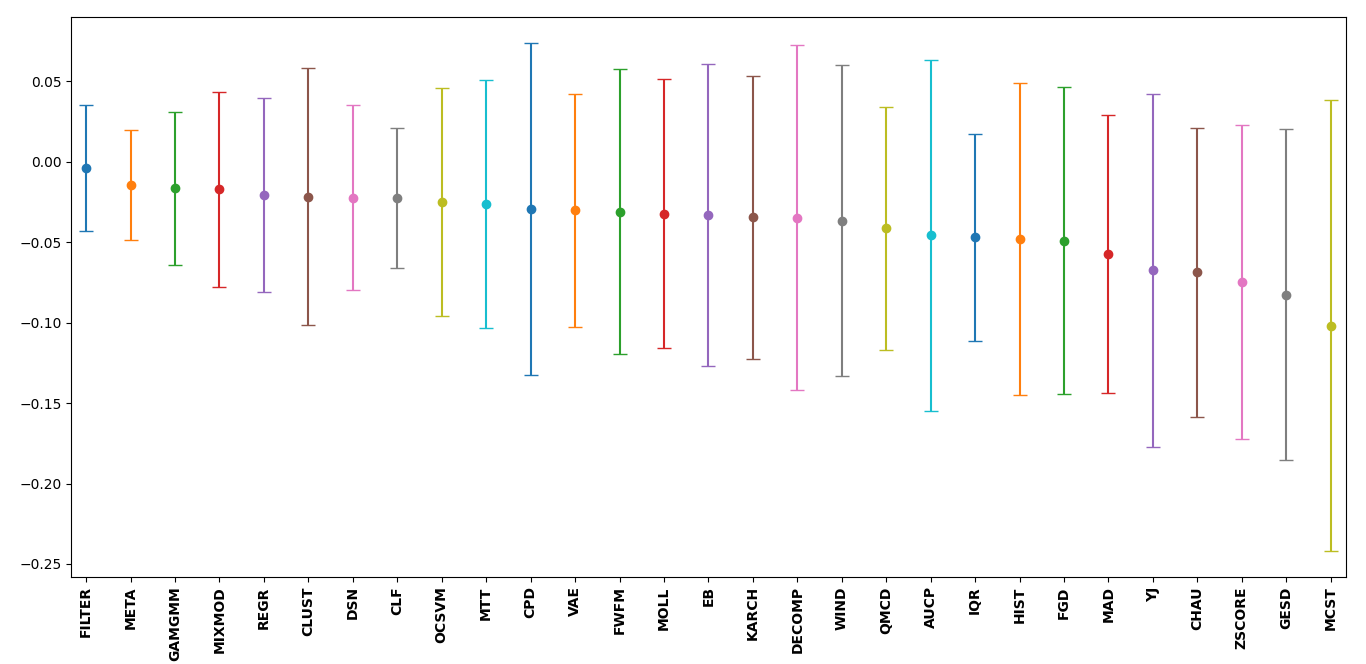 0.05
0.00
−0.05
−0.10
−0.15
−0.20
−0.25
FILTER
META
GAMGMM
MIXMOD
REGR
CLUST
DSN
CLF
OCSVM
MTT
CPD
VAE
FWFM
MOLL
EB
KARCH
DECOMP
WIND
QMCD
AUCP
IQR
HIST
FGD
MAD
YJ
CHAU
ZSCORE
GESD
MCST